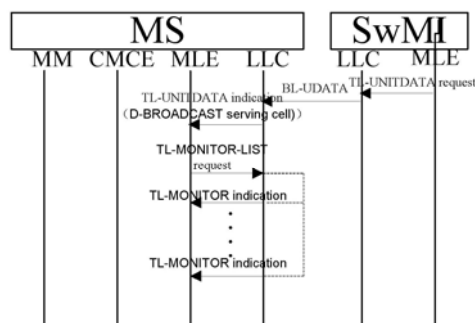 MS
SwMI
MM CMCE MLE LLC
LLC MLE
TL-UNITDATA request
BL-UDATA
TL-UNITDATA indication
(D-BROADCAST serving cell))
TL-MONITOR-LIST
request
TL-MONITOR indication
TL-MONITOR indication